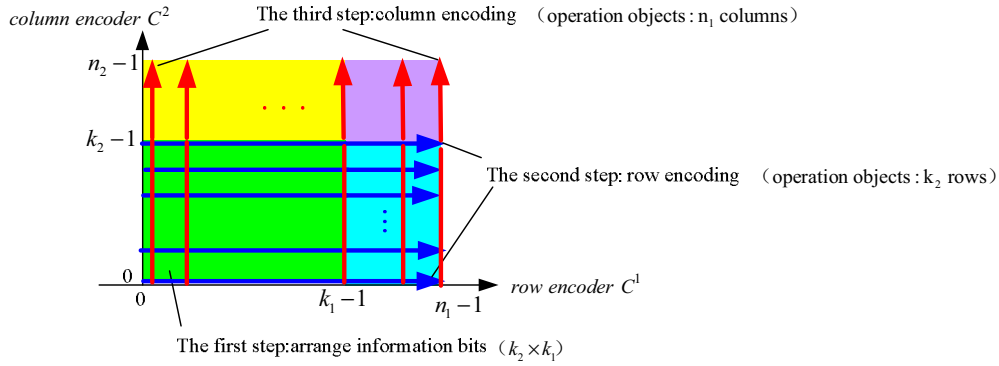 column encoder C²
The third step:column encoding （operation objects : n₁ columns）
n₂ −1
· · ·
k₂ −1
The second step: row encoding （operation objects : k₂ rows）
0
0
k₁ −1
n₁ −1
row encoder C¹
The first step:arrange information bits （k₂ × k₁）